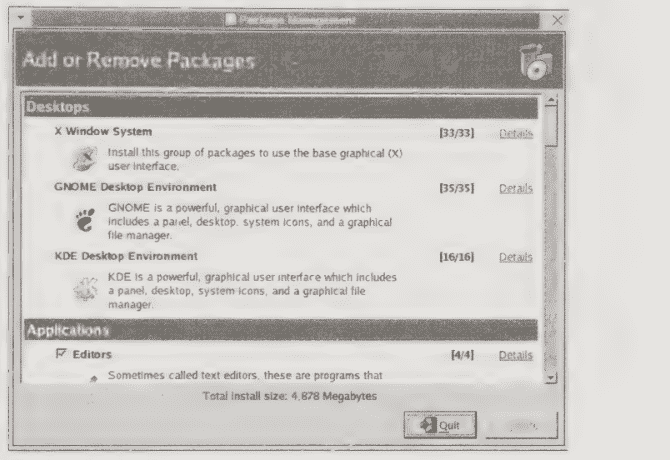 Package Management
Add or Remove Packages
Desktops
X Window System [33/33] Details
Install this group of packages to use the base graphical (X)
user interface.
GNOME Desktop Environment [35/35] Details
GNOME is a powerful, graphical user interface which
includes a panel, desktop, system icons, and a graphical
file manager.
KDE Desktop Environment [16/16] Details
KDE is a powerful, graphical user interface which includes
a panel, desktop, system icons, and a graphical file
manager.
Applications
Editors [4/4] Details
Sometimes called text editors, these are programs that
Total install size: 4,878 Megabytes
Quit